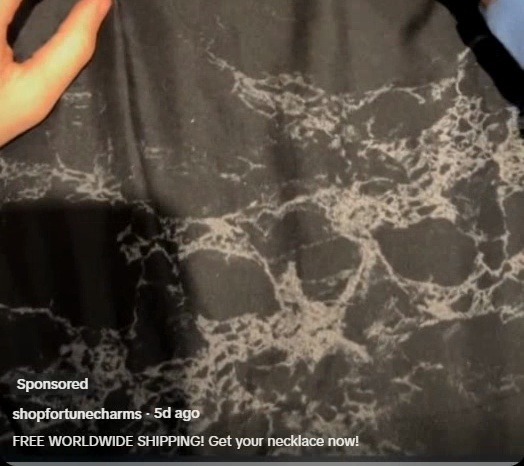 Sponsored
shopfortunecharms · 5d ago
FREE WORLDWIDE SHIPPING! Get your necklace now!